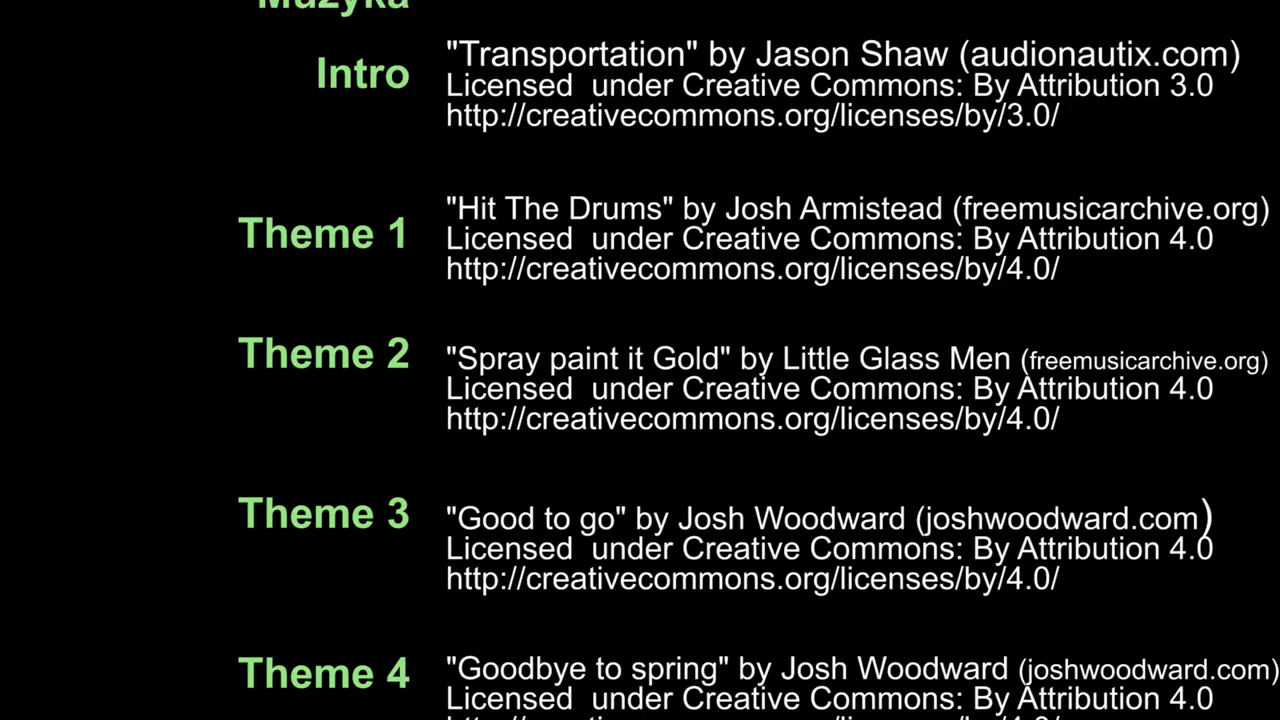 Muzyka
Intro
"Transportation" by Jason Shaw (audionautix.com)
Licensed  under Creative Commons: By Attribution 3.0
http://creativecommons.org/licenses/by/3.0/
Theme 1
"Hit The Drums" by Josh Armistead (freemusicarchive.org)
Licensed  under Creative Commons: By Attribution 4.0
http://creativecommons.org/licenses/by/4.0/
Theme 2
"Spray paint it Gold" by Little Glass Men (freemusicarchive.org)
Licensed  under Creative Commons: By Attribution 4.0
http://creativecommons.org/licenses/by/4.0/
Theme 3
"Good to go" by Josh Woodward (joshwoodward.com)
Licensed  under Creative Commons: By Attribution 4.0
http://creativecommons.org/licenses/by/4.0/
Theme 4
"Goodbye to spring" by Josh Woodward (joshwoodward.com)
Licensed  under Creative Commons: By Attribution 4.0